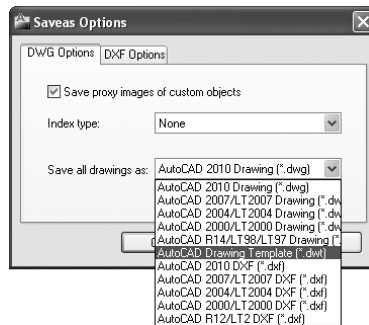 Saveas Options
DWG Options DXF Options
Save proxy images of custom objects
Index type: None
Save all drawings as: AutoCAD 2010 Drawing (*.dwg)
AutoCAD 2010 Drawing (*.dwg)
AutoCAD 2007/LT2007 Drawing (*.dw
AutoCAD 2004/LT2004 Drawing (*.dw
AutoCAD 2000/LT2000 Drawing (*.dw
AutoCAD R14/LT98/LT97 Drawing (*.
AutoCAD Drawing Template (*.dwt)
AutoCAD 2010 DXF (*.dxf)
AutoCAD 2007/LT2007 DXF (*.dxf)
AutoCAD 2004/LT2004 DXF (*.dxf)
AutoCAD 2000/LT2000 DXF (*.dxf)
AutoCAD R12/LT2 DXF (*.dxf)